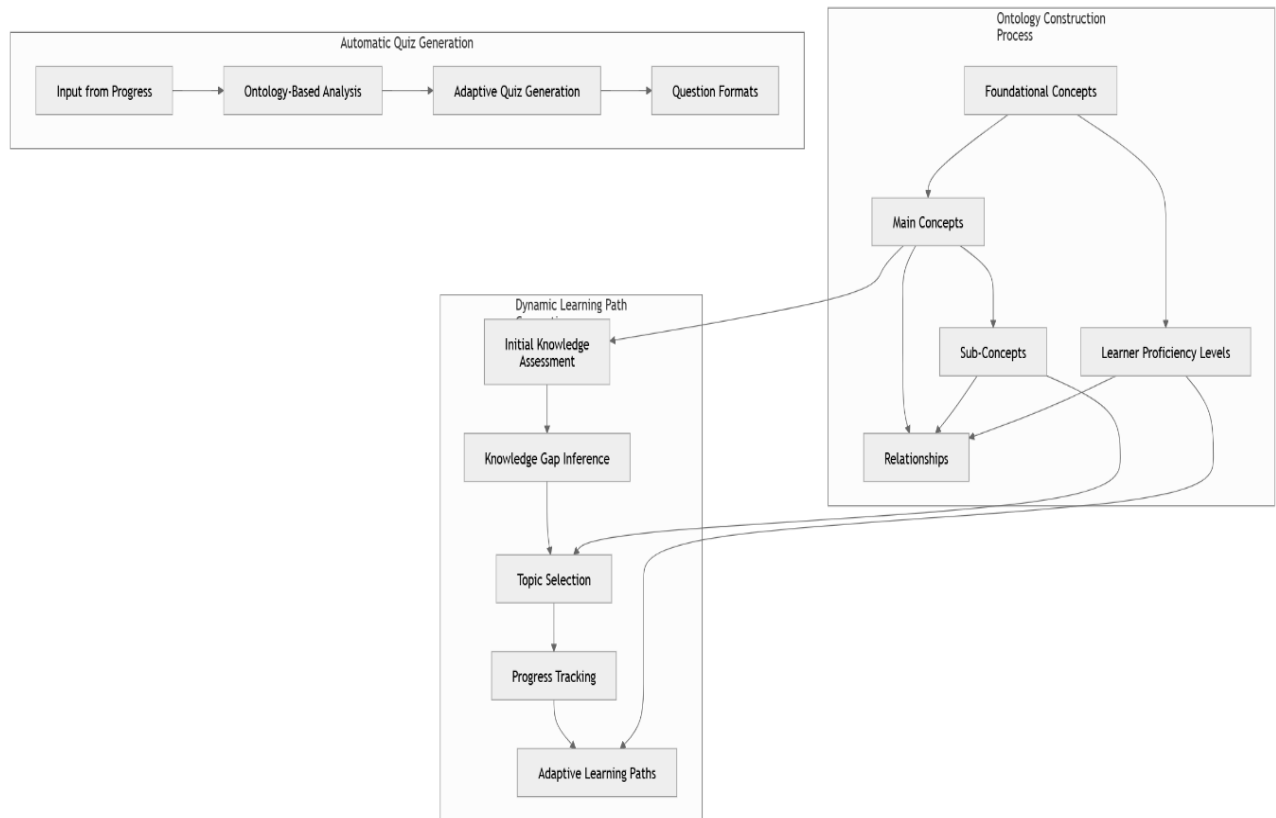 Automatic Quiz Generation
Input from Progress
Ontology-Based Analysis
Adaptive Quiz Generation
Question Formats
Ontology Construction
Process
Foundational Concepts
Main Concepts
Sub-Concepts
Learner Proficiency Levels
Relationships
Dynamic Learning Path
Initial Knowledge
Assessment
Knowledge Gap Inference
Topic Selection
Progress Tracking
Adaptive Learning Paths